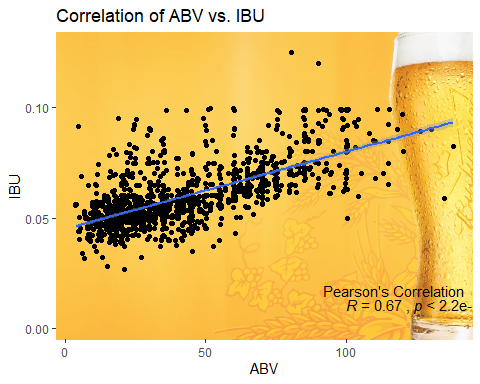 Correlation of ABV vs. IBU
IBU
0.10
0.05
0.00
Pearson's Correlation
R = 0.67 , p < 2.2e-
0
50
100
ABV